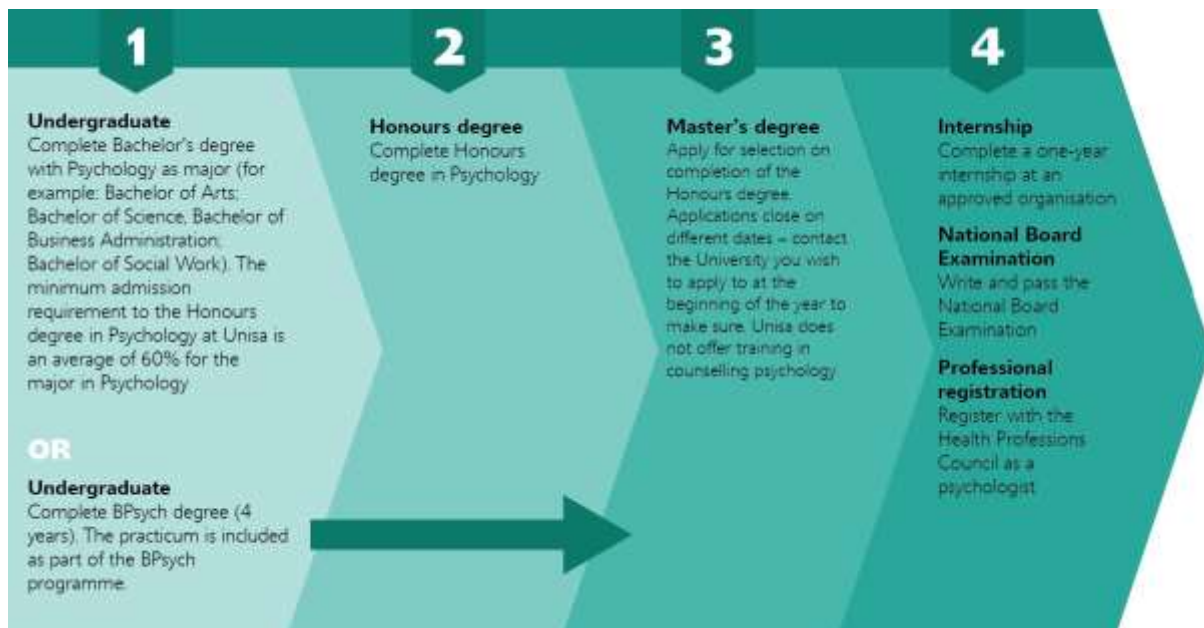 1
Undergraduate
Complete Bachelor's degree
with Psychology as major (for
example: Bachelor of Arts;
Bachelor of Science, Bachelor of
Business Administration;
Bachelor of Social Work). The
minimum admission
requirement to the Honours
degree in Psychology at Unisa is
an average of 60% for the
major in Psychology
OR
Undergraduate
Complete BPsych degree (4
years). The practicum is included
as part of the BPsych
programme.
2
Honours degree
Complete Honours
degree in Psychology
3
Master's degree
Apply for selection on
completion of the
Honours degree.
Applications close on
different dates – contact
the University you wish
to apply to at the
beginning of the year to
make sure. Unisa does
not offer training in
counselling psychology
4
Internship
Complete a one-year
internship at an
approved organisation
National Board
Examination
Write and pass the
National Board
Examination
Professional
registration
Register with the
Health Professions
Council as a
psychologist